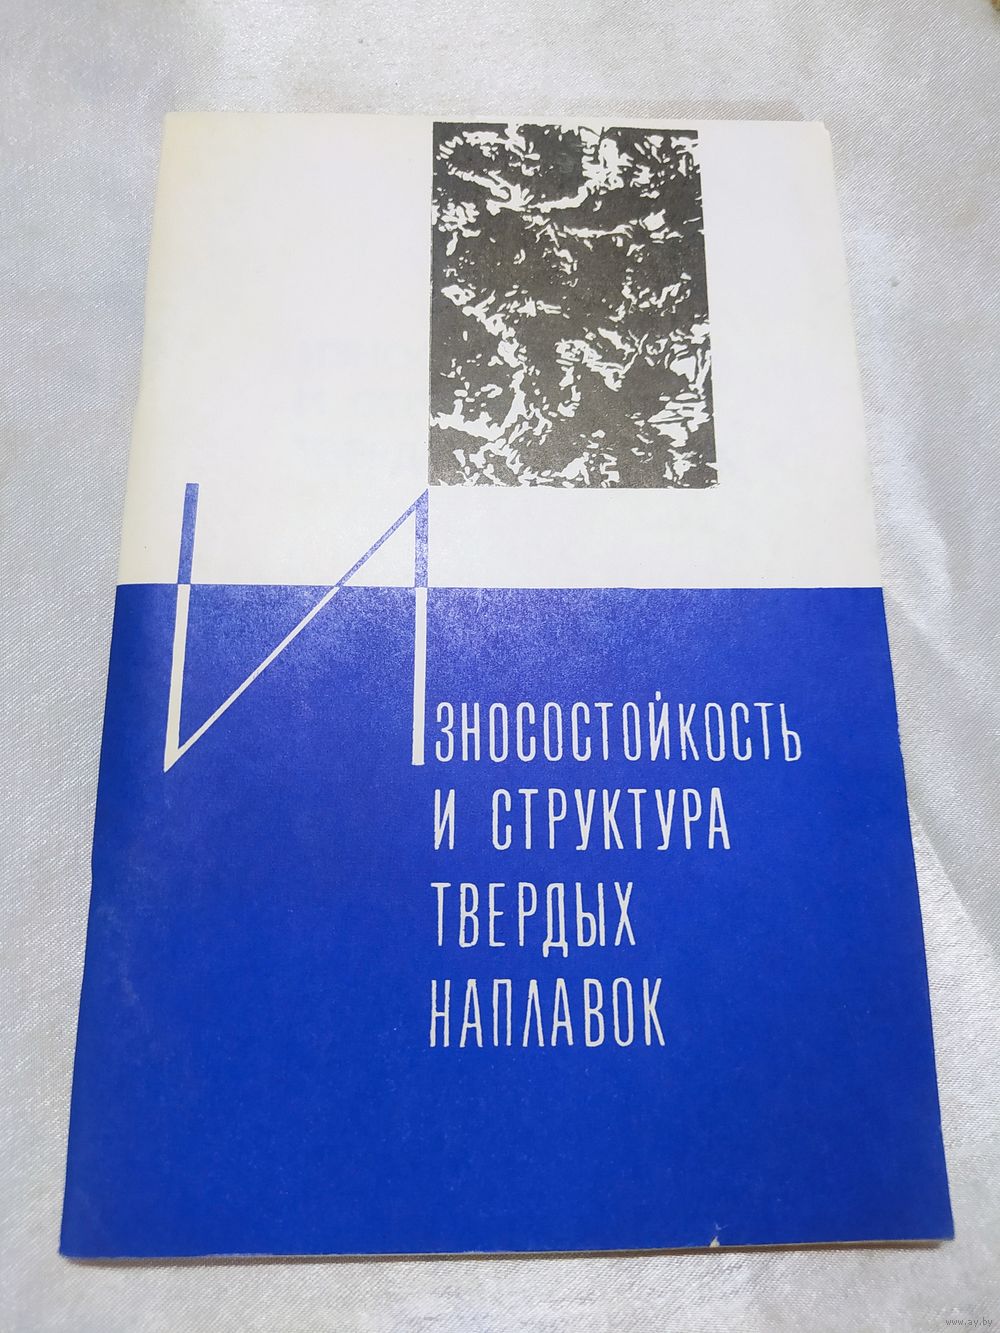 ИЗНОСОСТОЙКОСТЬ
И СТРУКТУРА
ТВЕРДЫХ
НАПЛАВОК
www.ay.by